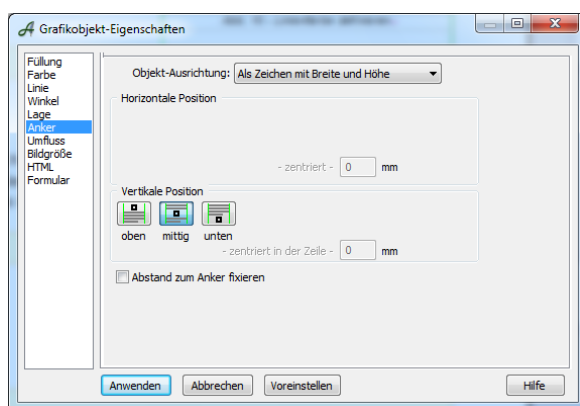 Grafikobjekt-Eigenschaften
Füllung
Farbe
Linie
Winkel
Lage
Anker
Umfluss
Bildgröße
HTML
Formular
Objekt-Ausrichtung: Als Zeichen mit Breite und Höhe
Horizontale Position
- zentriert - 0 mm
Vertikale Position
oben mittig unten
- zentriert in der Zeile - 0 mm
Abstand zum Anker fixieren
Anwenden Abbrechen Voreinstellen Hilfe